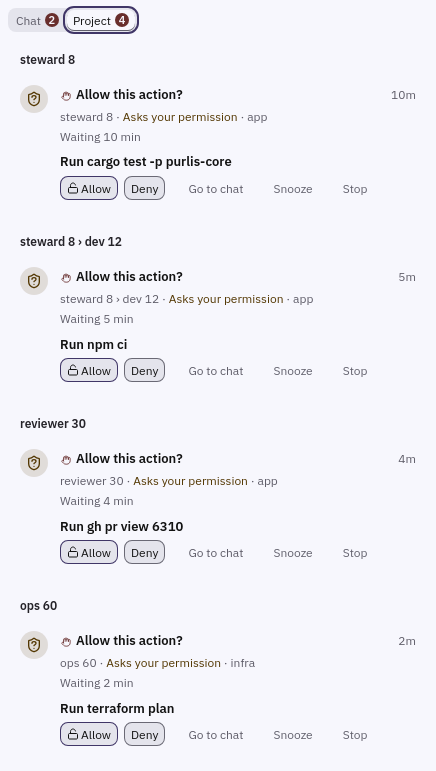 Chat 2 Project 4
steward 8
Allow this action? 10m
steward 8 · Asks your permission · app
Waiting 10 min
Run cargo test -p purlis-core
Allow Deny Go to chat Snooze Stop
steward 8 › dev 12
Allow this action? 5m
steward 8 › dev 12 · Asks your permission · app
Waiting 5 min
Run npm ci
Allow Deny Go to chat Snooze Stop
reviewer 30
Allow this action? 4m
reviewer 30 · Asks your permission · app
Waiting 4 min
Run gh pr view 6310
Allow Deny Go to chat Snooze Stop
ops 60
Allow this action? 2m
ops 60 · Asks your permission · infra
Waiting 2 min
Run terraform plan
Allow Deny Go to chat Snooze Stop